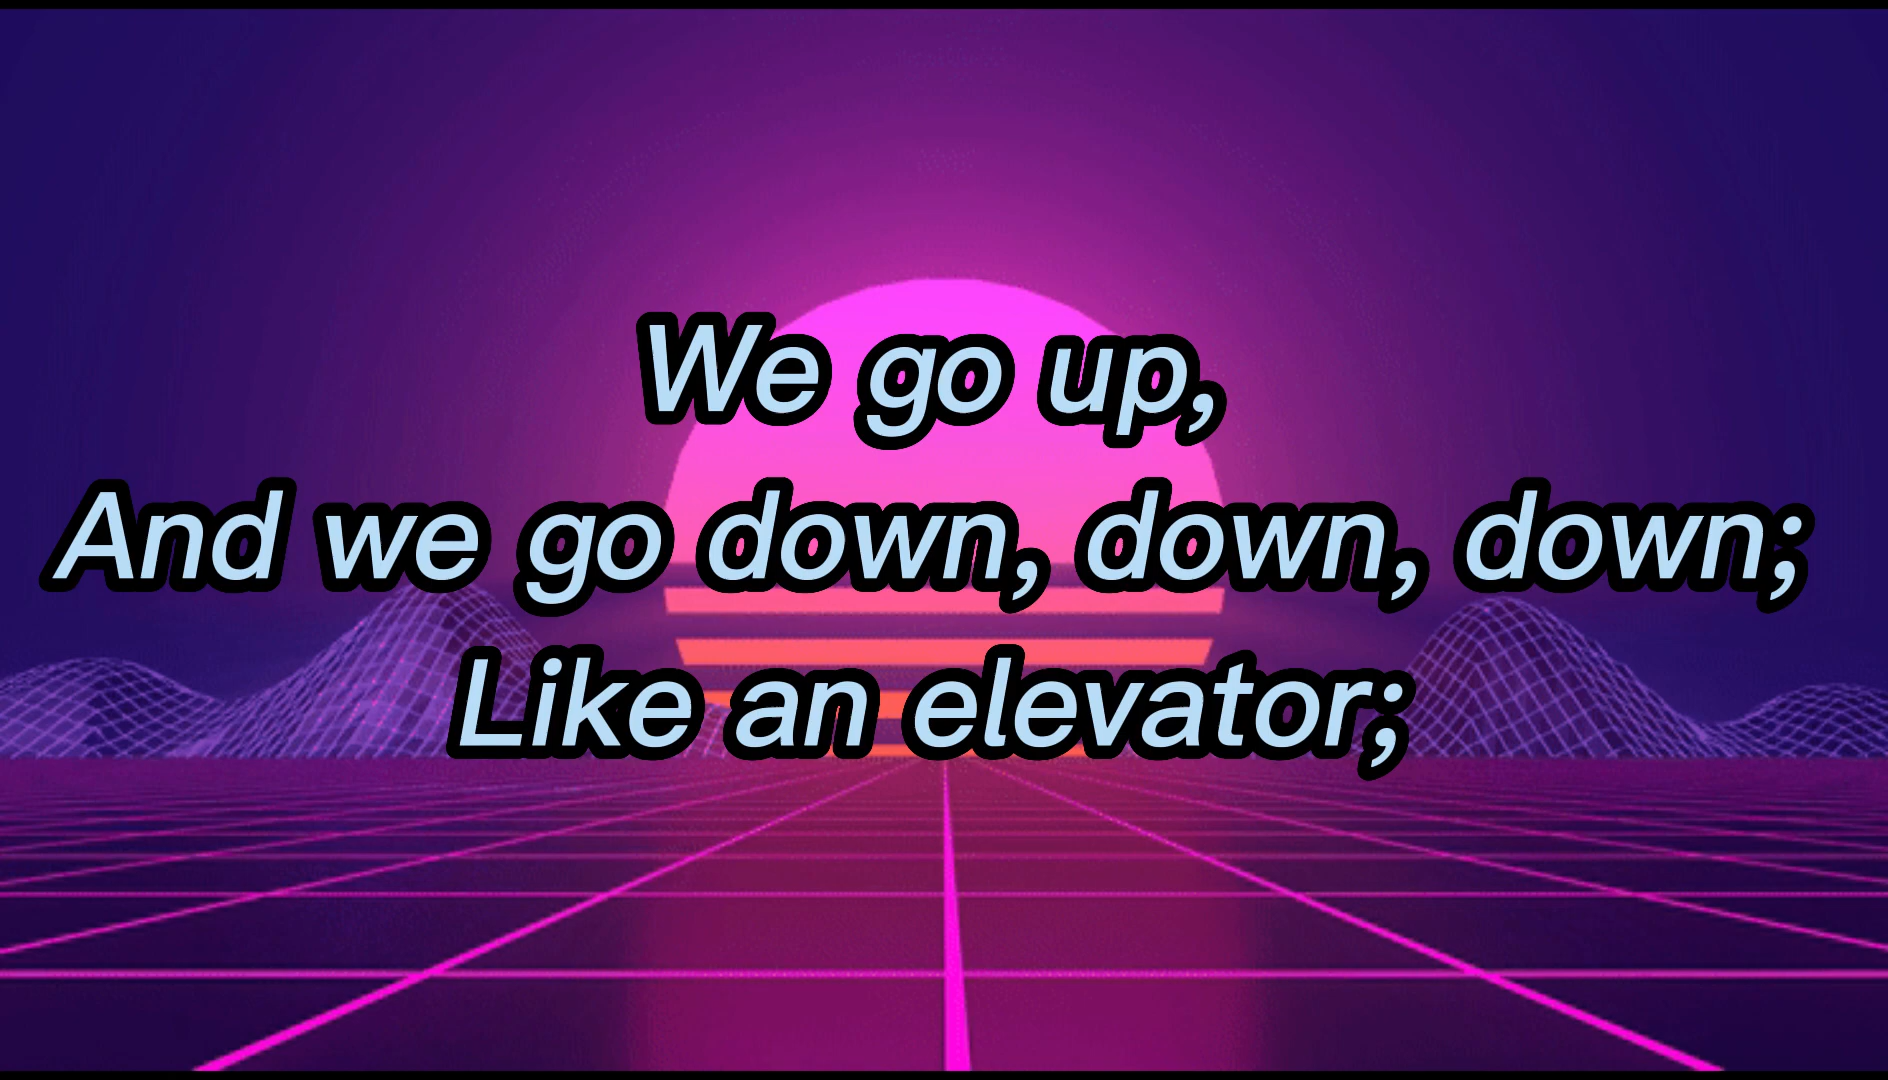 We go up,
And we go down, down, down;
Like an elevator;